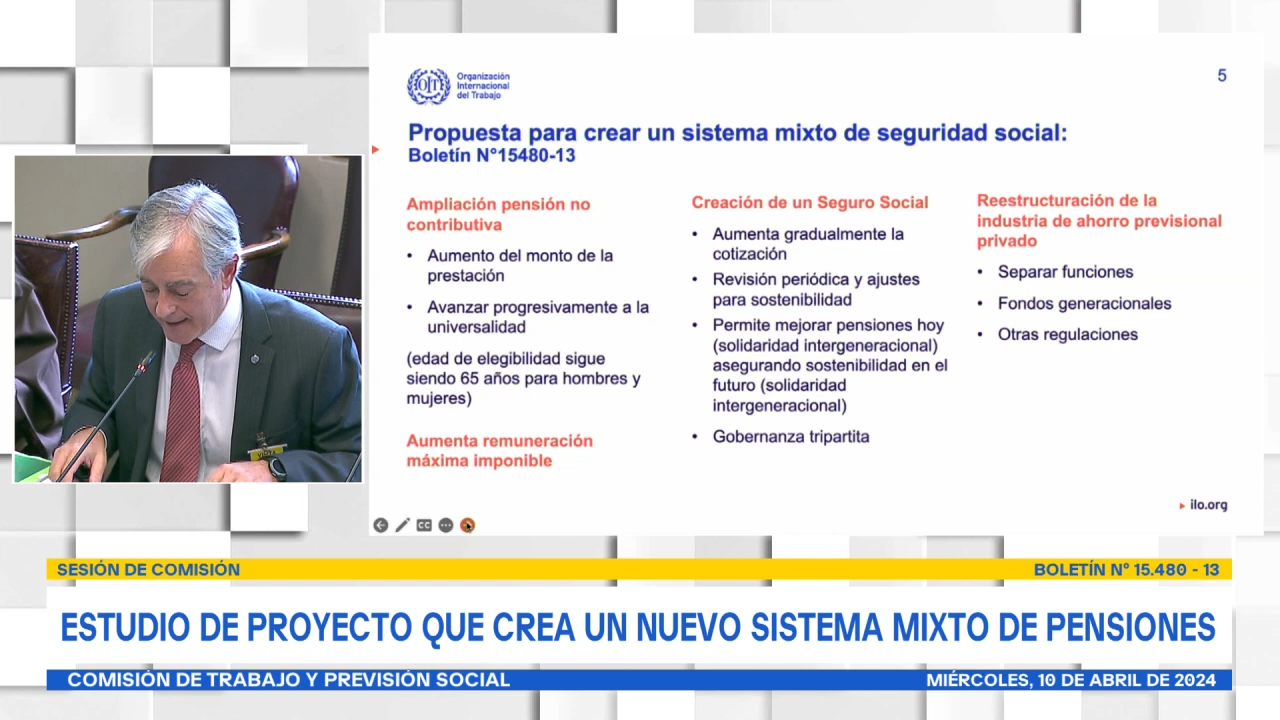 OIT
Organización
Internacional
del Trabajo
5
Propuesta para crear un sistema mixto de seguridad social:
Boletín N°15480-13
Ampliación pensión no
contributiva
• Aumento del monto de la
prestación
• Avanzar progresivamente a la
universalidad
(edad de elegibilidad sigue
siendo 65 años para hombres y
mujeres)
Aumenta remuneración
máxima imponible
Creación de un Seguro Social
• Aumenta gradualmente la
cotización
• Revisión periódica y ajustes
para sostenibilidad
• Permite mejorar pensiones hoy
(solidaridad intergeneracional)
asegurando sostenibilidad en el
futuro (solidaridad
intergeneracional)
• Gobernanza tripartita
Reestructuración de la
industria de ahorro previsional
privado
• Separar funciones
• Fondos generacionales
• Otras regulaciones
ilo.org
CC
VISITA
SESIÓN DE COMISIÓN
BOLETÍN N° 15.480 - 13
ESTUDIO DE PROYECTO QUE CREA UN NUEVO SISTEMA MIXTO DE PENSIONES
COMISIÓN DE TRABAJO Y PREVISIÓN SOCIAL
MIÉRCOLES, 10 DE ABRIL DE 2024